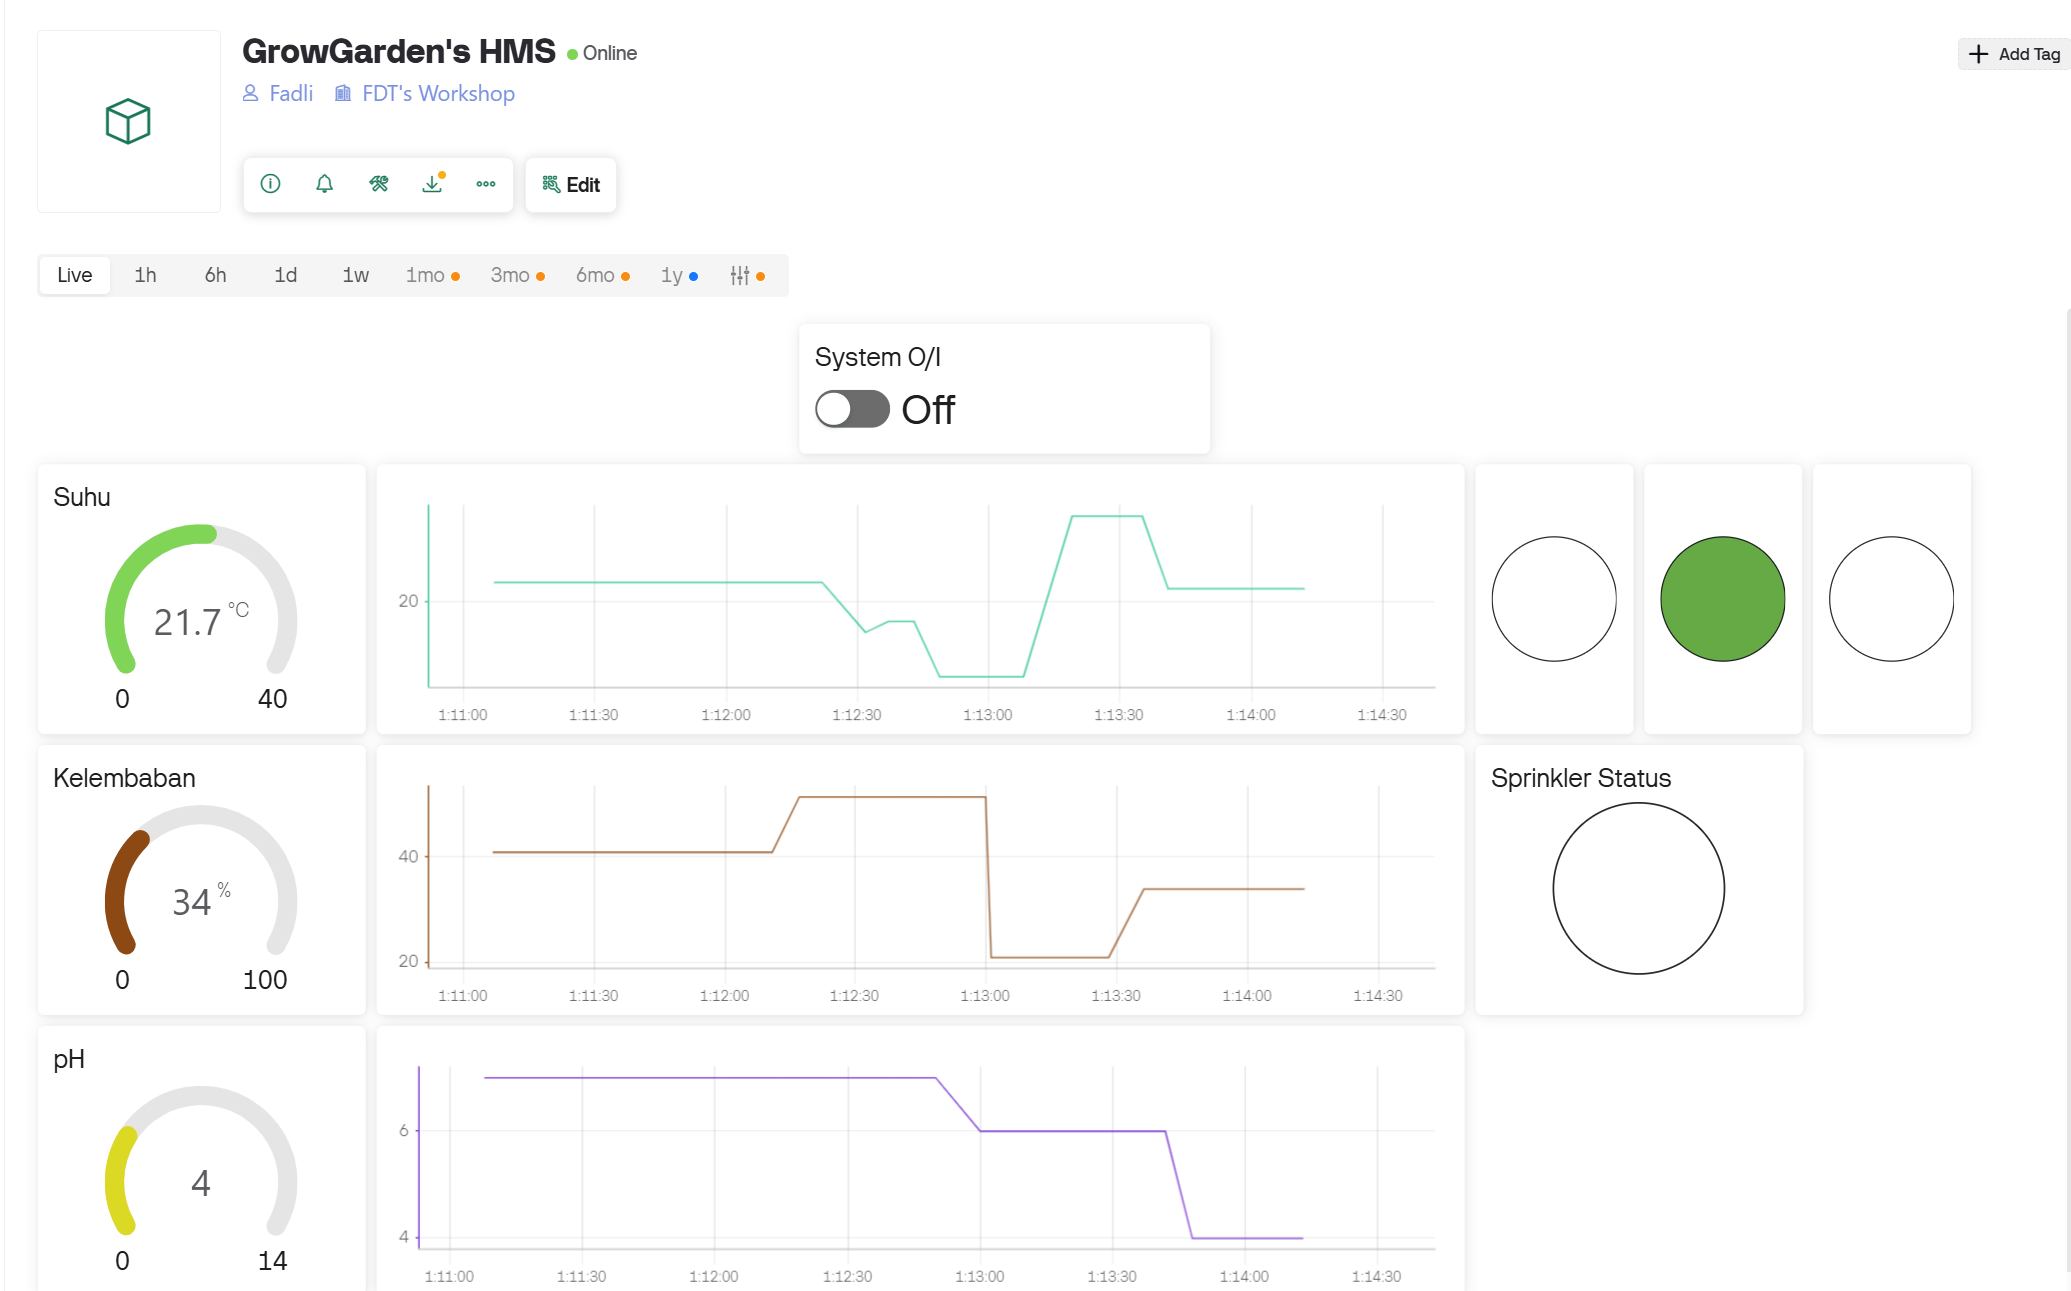 GrowGarden's HMS Online
Add Tag
Fadli FDT's Workshop
Edit
Live 1h 6h 1d 1w 1mo 3mo 6mo 1y
System O/I
Off
Suhu
21.7 °C
0 40
20
1:11:00 1:11:30 1:12:00 1:12:30 1:13:00 1:13:30 1:14:00 1:14:30
Kelembaban
34 %
0 100
40
20
1:11:00 1:11:30 1:12:00 1:12:30 1:13:00 1:13:30 1:14:00 1:14:30
Sprinkler Status
pH
4
0 14
6
4
1:11:00 1:11:30 1:12:00 1:12:30 1:13:00 1:13:30 1:14:00 1:14:30